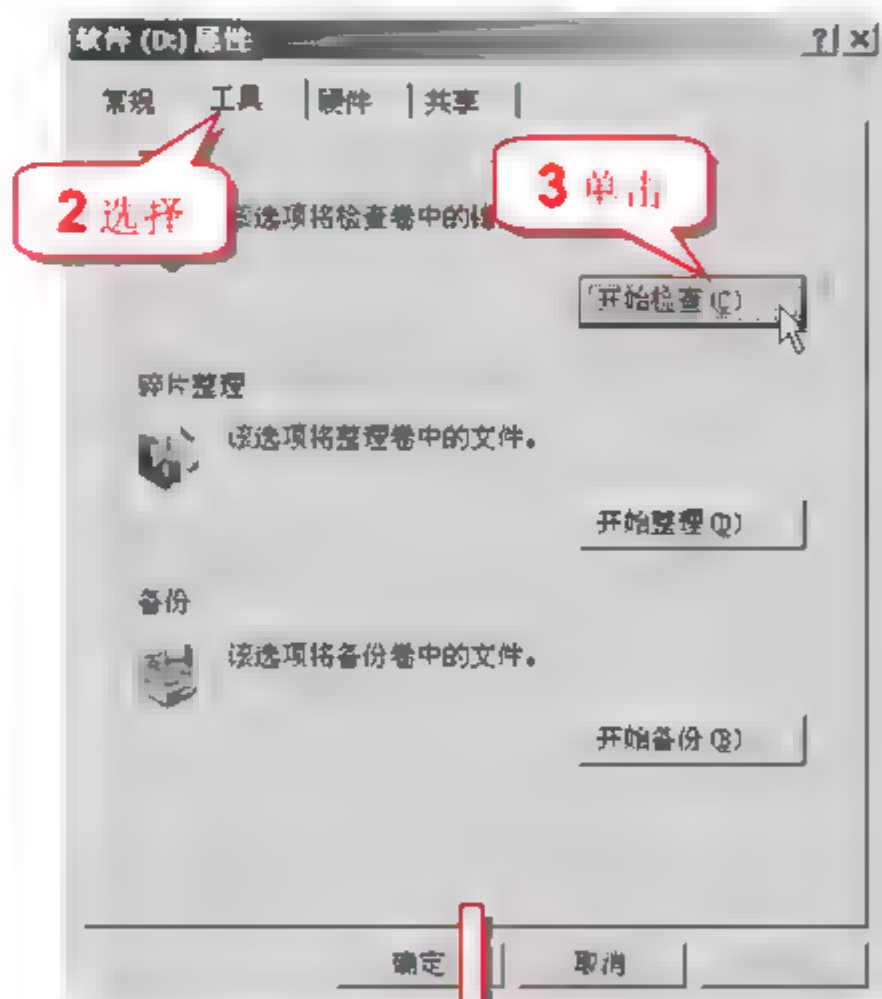 软件 (D:) 属性
常规 工具 硬件 共享
2 选择
3 单击
选项将检查卷中的
开始检查(C)
碎片整理
该选项将整理卷中的文件。
开始整理(D)
备份
该选项将备份卷中的文件。
开始备份(B)
确定 取消